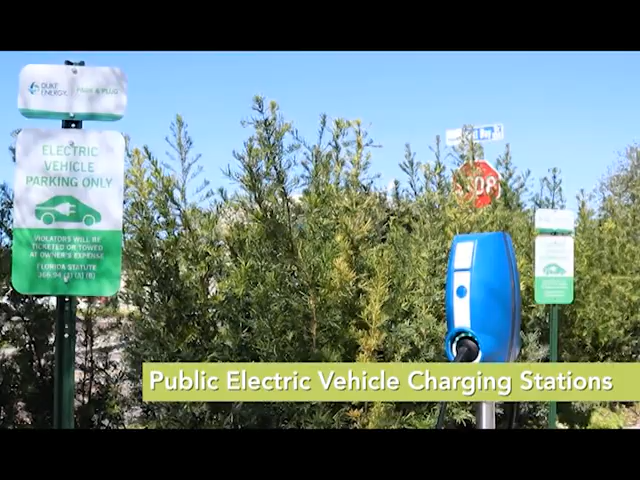 DUKE ENERGY. PARK & PLUG
ELECTRIC
VEHICLE
PARKING ONLY
VIOLATORS WILL BE
TICKETED OR TOWED
AT OWNER'S EXPENSE
FLORIDA STATUTE
Public Electric Vehicle Charging Stations